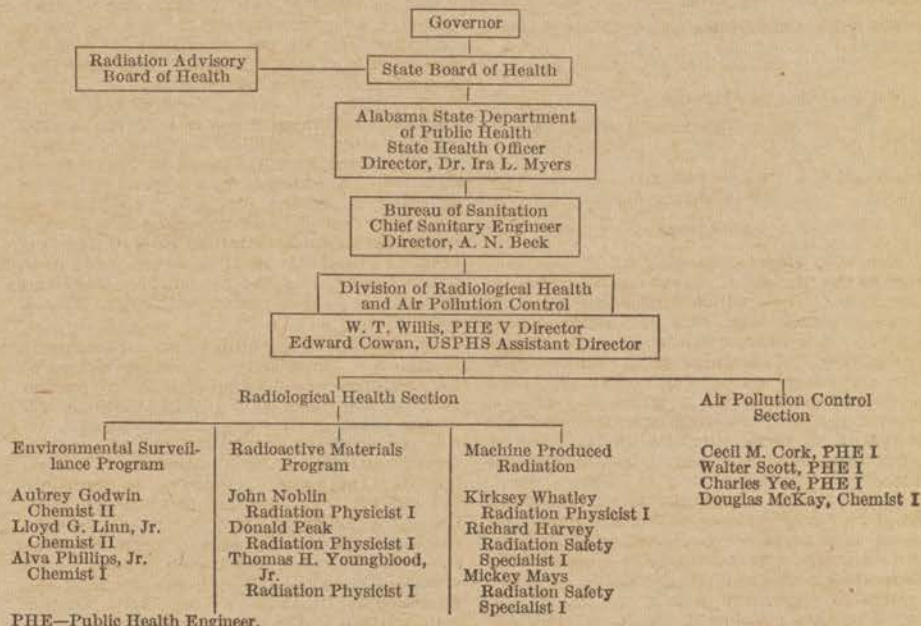 Governor
Radiation Advisory
Board of Health
State Board of Health
Alabama State Department
of Public Health
State Health Officer
Director, Dr. Ira L. Myers
Bureau of Sanitation
Chief Sanitary Engineer
Director, A. N. Beck
Division of Radiological Health
and Air Pollution Control
W. T. Willis, PHE V Director
Edward Cowan, USPHS Assistant Director
Radiological Health Section
Environmental Surveil-
lance Program
Aubrey Godwin
Chemist II
Lloyd G. Linn, Jr.
Chemist II
Alva Phillips, Jr.
Chemist I
Radioactive Materials
Program
John Noblin
Radiation Physicist I
Donald Peak
Radiation Physicist I
Thomas H. Youngblood,
Jr.
Radiation Physicist I
Machine Produced
Radiation
Kirksey Whatley
Radiation Physicist I
Richard Harvey
Radiation Safety
Specialist I
Mickey Mays
Radiation Safety
Specialist I
Air Pollution Control
Section
Cecil M. Cork, PHE I
Walter Scott, PHE I
Charles Yee, PHE I
Douglas McKay, Chemist I
PHE—Public Health Engineer.